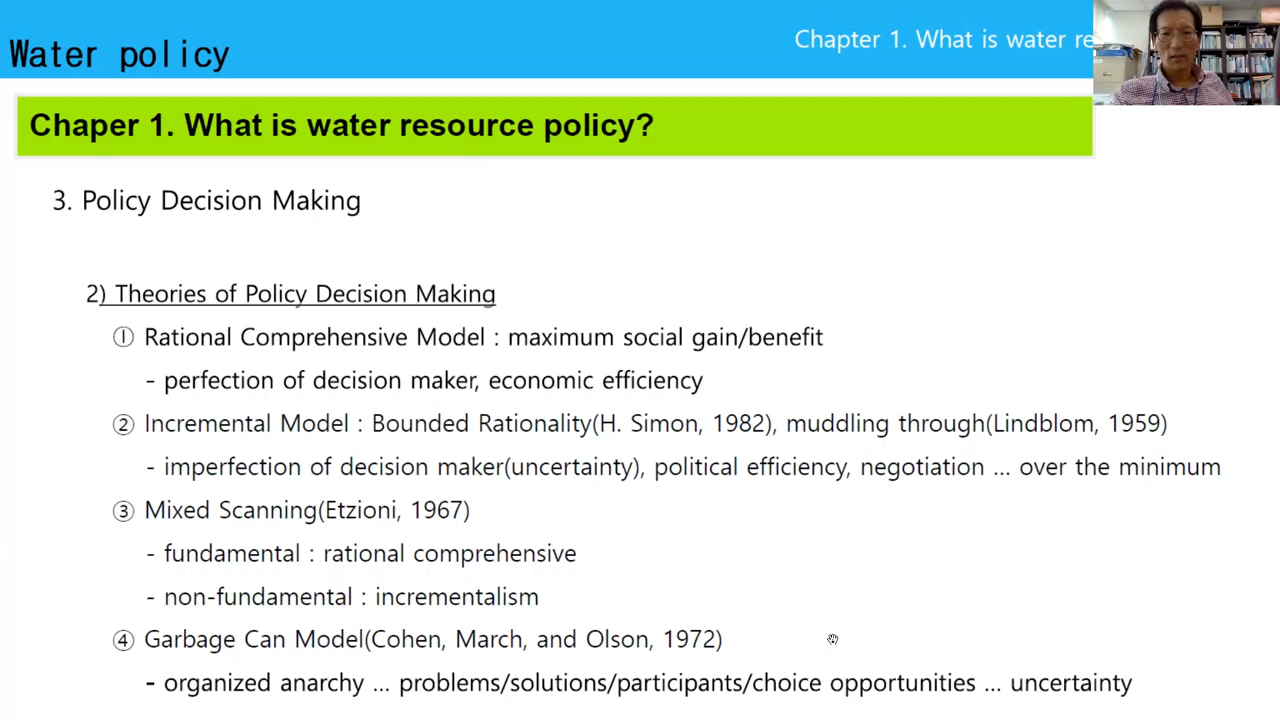 Water policy
Chapter 1. What is water re
Chaper 1. What is water resource policy?
3. Policy Decision Making
2) Theories of Policy Decision Making
① Rational Comprehensive Model : maximum social gain/benefit
- perfection of decision maker, economic efficiency
② Incremental Model : Bounded Rationality(H. Simon, 1982), muddling through(Lindblom, 1959)
- imperfection of decision maker(uncertainty), political efficiency, negotiation … over the minimum
③ Mixed Scanning(Etzioni, 1967)
- fundamental : rational comprehensive
- non-fundamental : incrementalism
④ Garbage Can Model(Cohen, March, and Olson, 1972)
- organized anarchy … problems/solutions/participants/choice opportunities … uncertainty